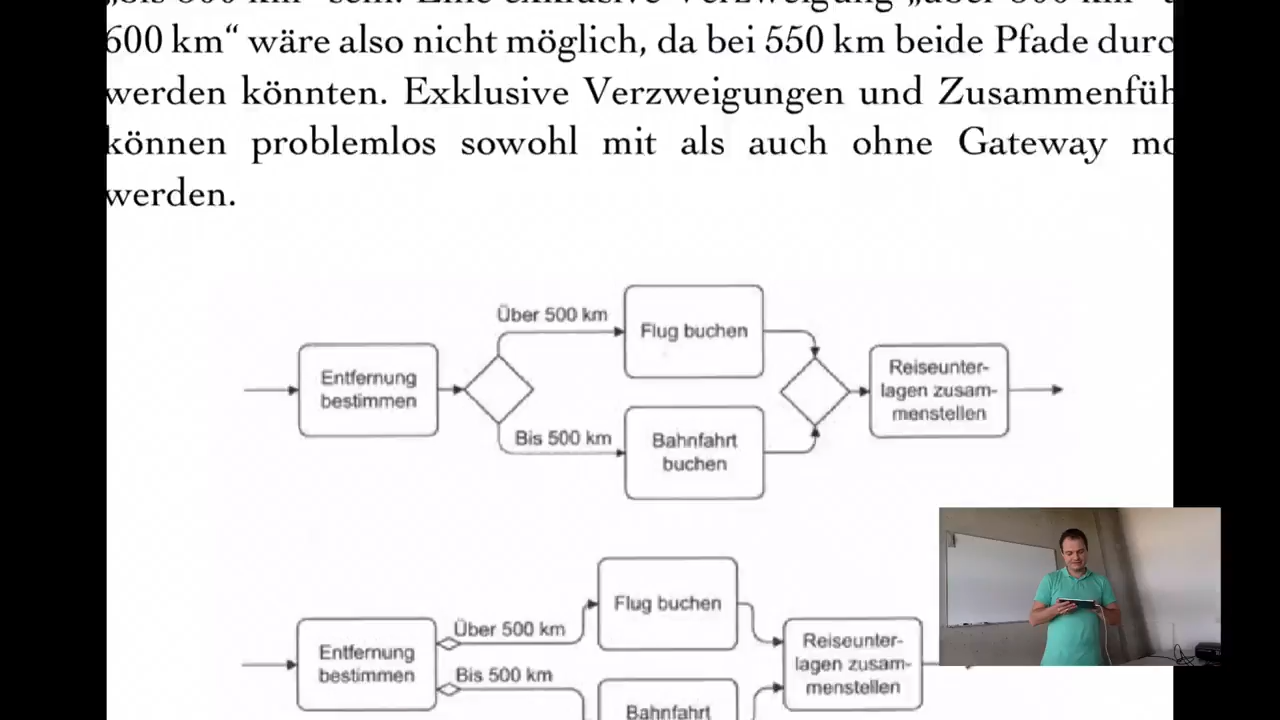 600 km“ wäre also nicht möglich, da bei 550 km beide Pfade
werden könnten. Exklusive Verzweigungen und
können problemlos sowohl mit als auch ohne Gateway
werden.
Über 500 km
Flug buchen
Entfernung
bestimmen
Reiseunter-
lagen zusam-
menstellen
Bis 500 km
Bahnfahrt
buchen
Flug buchen
Über 500 km
Entfernung
bestimmen
Reiseunter-
lagen zusam-
menstellen
Bis 500 km
Bahnfahrt